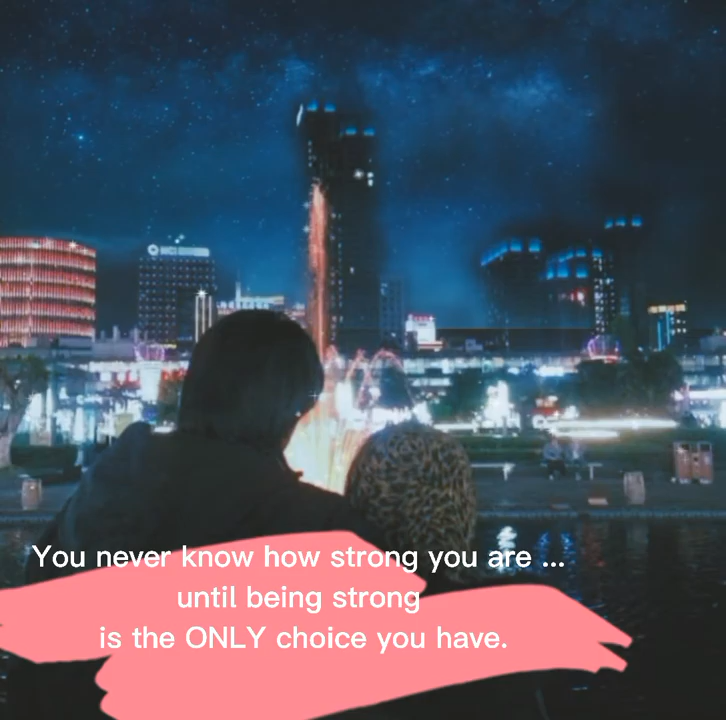 You never know how strong you are ...
until being strong
is the ONLY choice you have.